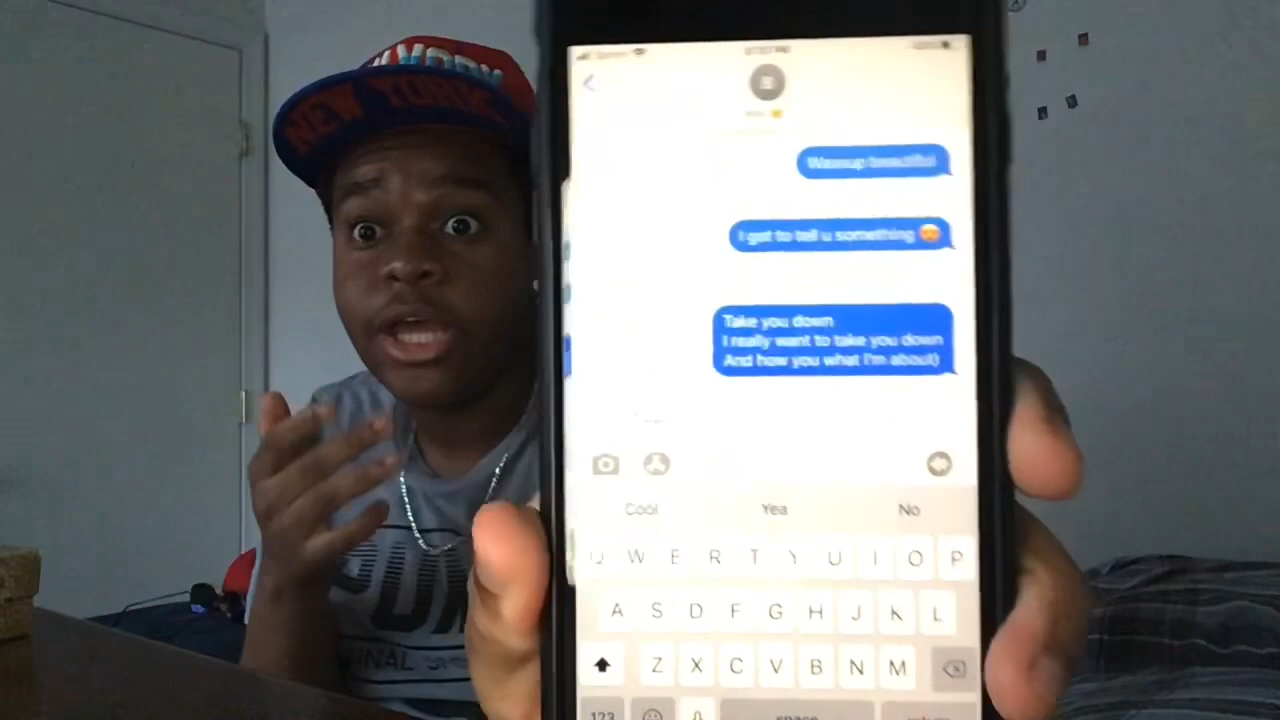 NEW YORK
Wassup beautiful
I got to tell u something
Take you down
I really want to take you down
And how you what I'm about)
Cool Yea No
Q W E R T Y U I O P
A S D F G H J K L
Z X C V B N M
123 space